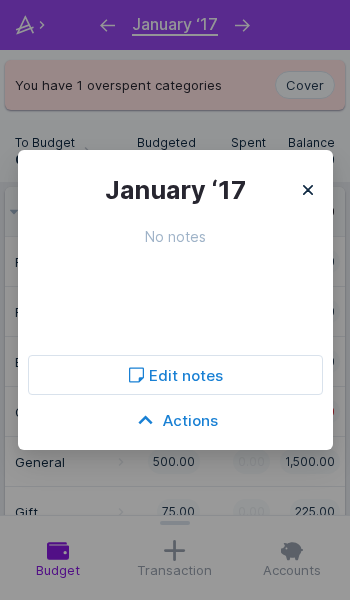 January ‘17
You have 1 overspent categories
Cover
To Budget
Budgeted
Spent
Balance
January ‘17
No notes
Edit notes
Actions
General
500.00
0.00
1,500.00
Gift
75.00
0.00
225.00
Budget
Transaction
Accounts